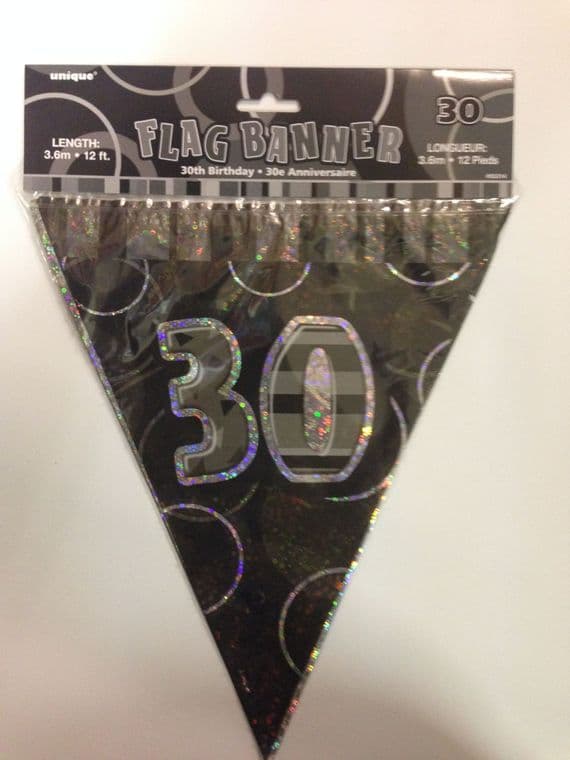 unique®
FLAG BANNER
30
LENGTH:
3.6m • 12 ft.
LONGUEUR:
3.6m • 12 Pieds
30th Birthday • 30e Anniversaire
30